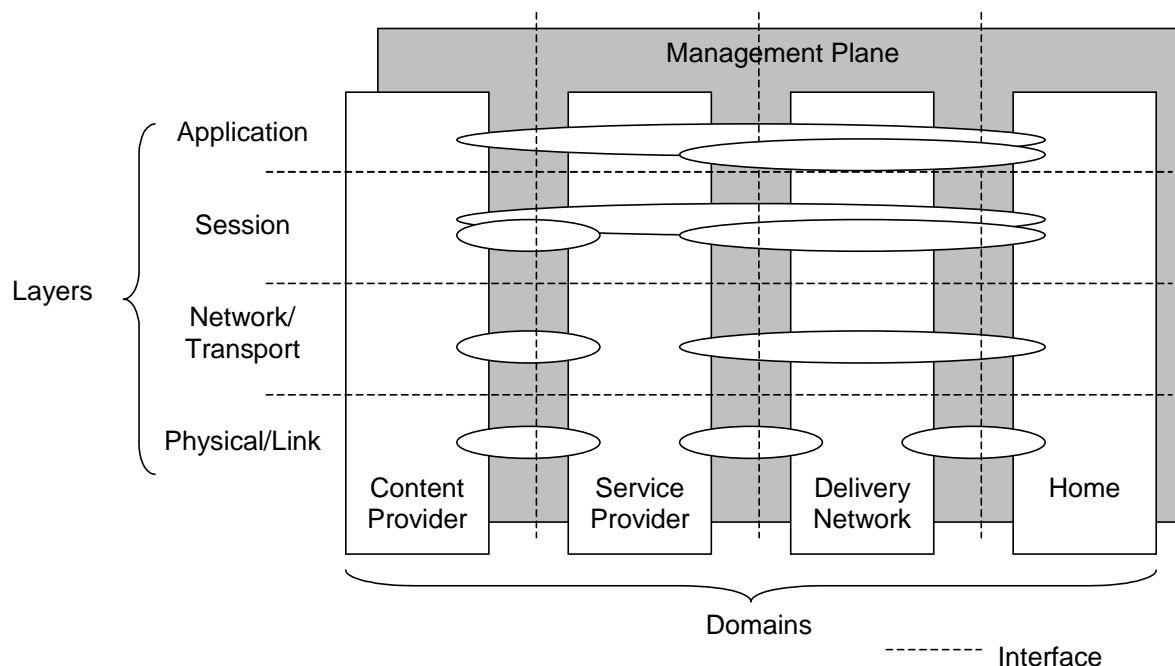 Management Plane
Application
Session
Layers
Network/
Transport
Physical/Link
Content
Provider
Service
Provider
Delivery
Network
Home
Domains
Interface